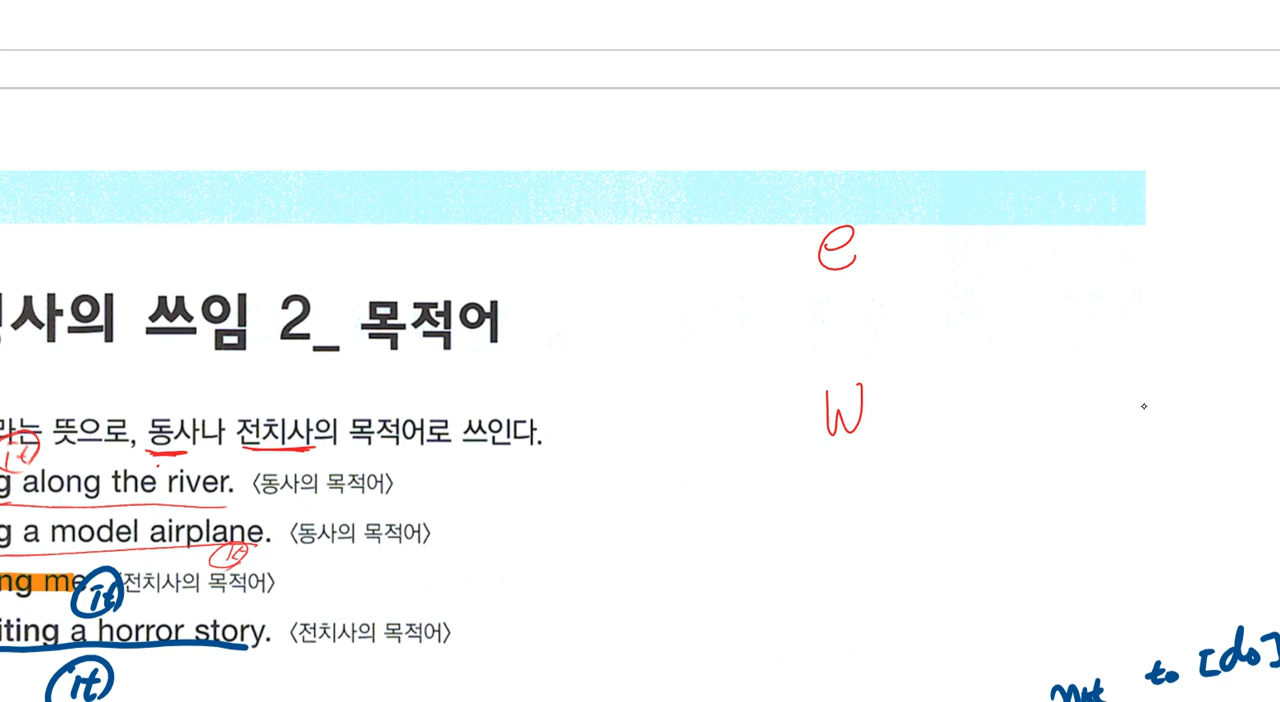 e
사의 쓰임 2_ 목적어
W
라는 뜻으로, 동사나 전치사의 목적어로 쓰인다.
it
g along the river. <동사의 목적어>
g a model airplane. <동사의 목적어>
it
ng me <전치사의 목적어>
it
iting a horror story. <전치사의 목적어>
it
not to [do]